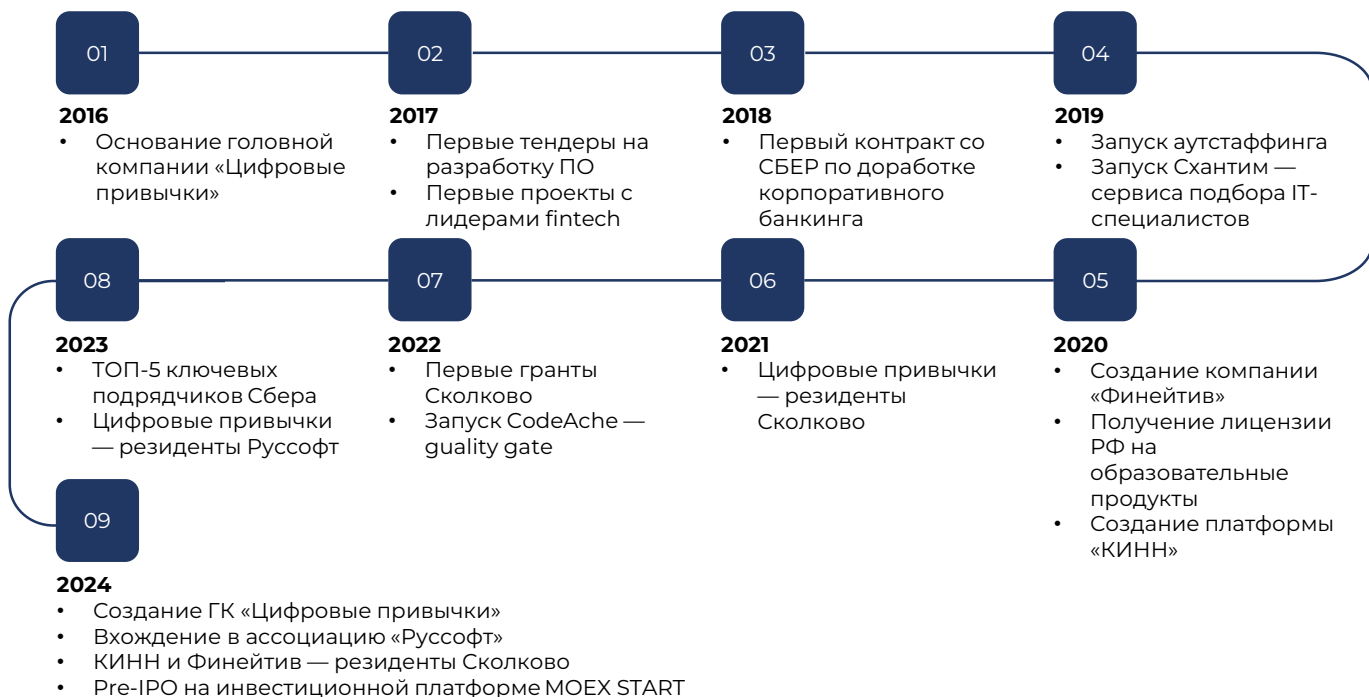 01
2016
• Основание головной
компании «Цифровые
привычки»
02
2017
• Первые тендеры на
разработку ПО
• Первые проекты с
лидерами fintech
03
2018
• Первый контракт со
СБЕР по доработке
корпоративного
банкинга
04
2019
• Запуск аутстаффинга
• Запуск Схантим —
сервиса подбора IT-
специалистов
05
2020
• Создание компании
«Финейтив»
• Получение лицензии
РФ на
образовательные
продукты
• Создание платформы
«КИНН»
06
2021
• Цифровые привычки
— резиденты
Сколково
07
2022
• Первые гранты
Сколково
• Запуск CodeAche —
guality gate
08
2023
• ТОП-5 ключевых
подрядчиков Сбера
• Цифровые привычки
— резиденты Руссофт
09
2024
• Создание ГК «Цифровые привычки»
• Вхождение в ассоциацию «Руссофт»
• КИНН и Финейтив — резиденты Сколково
• Pre-IPO на инвестиционной платформе MOEX START